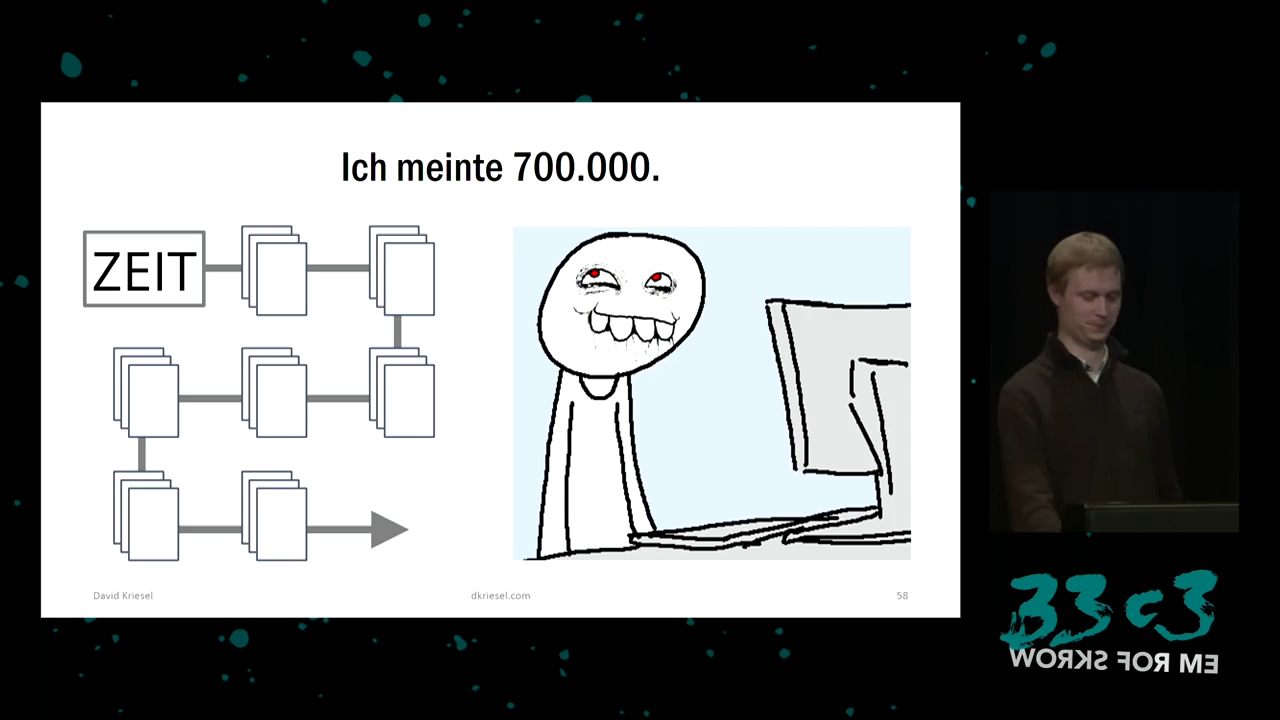 Ich meinte 700.000.
ZEIT
David Kriesel
dkriesel.com
58
33c3
WORKS FOR ME